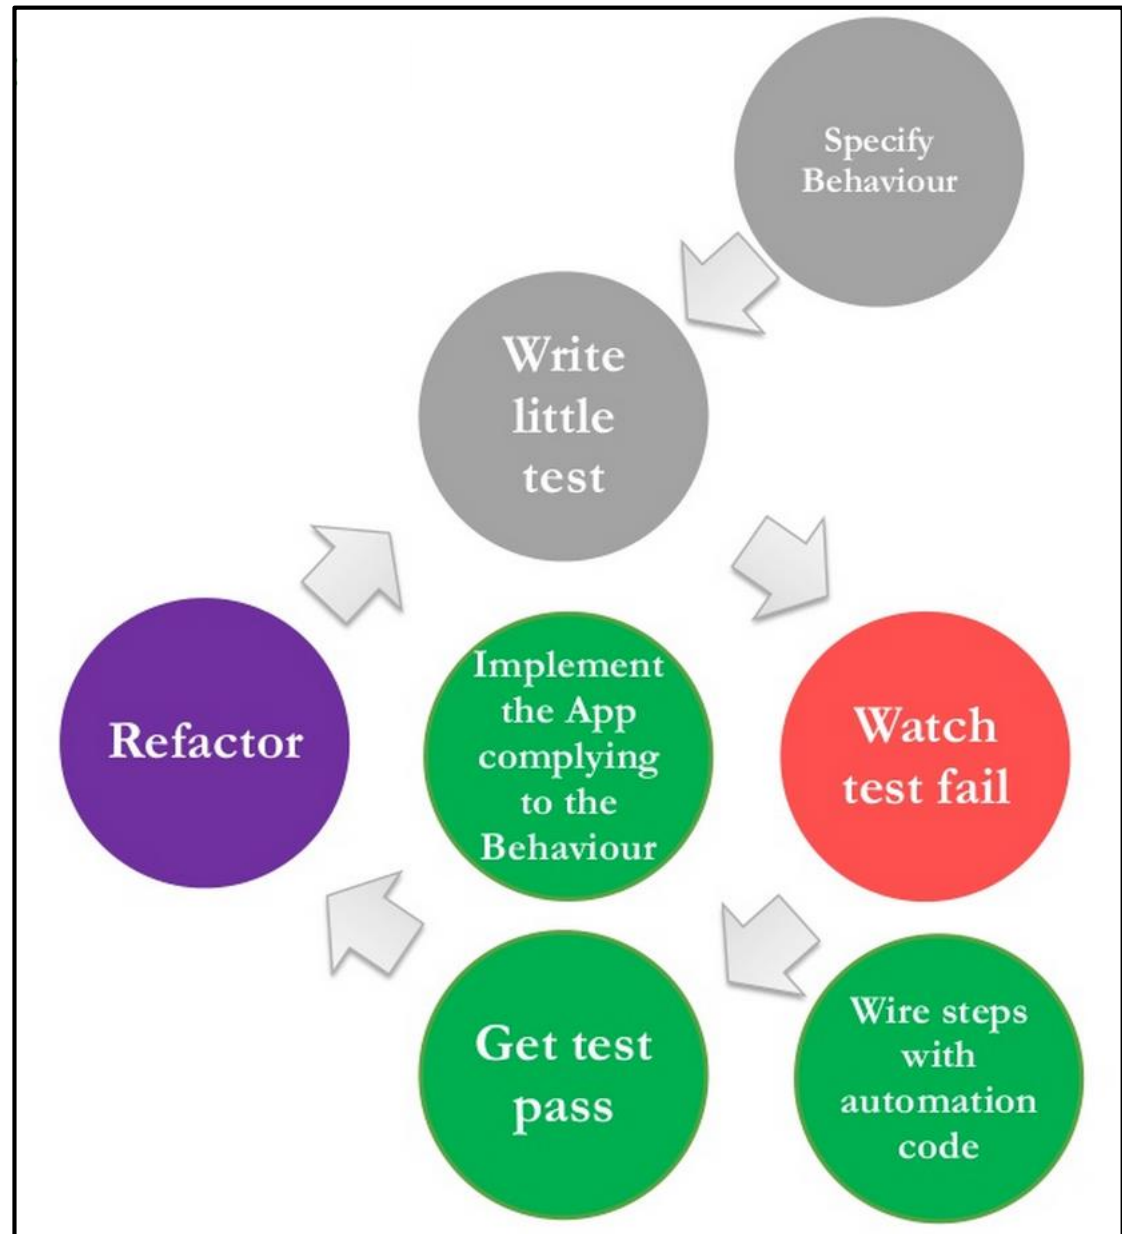 Specify
Behaviour
Write
little
test
Refactor
Implement
the App
complying
to the
Behaviour
Watch
test fail
Get test
pass
Wire steps
with
automation
code